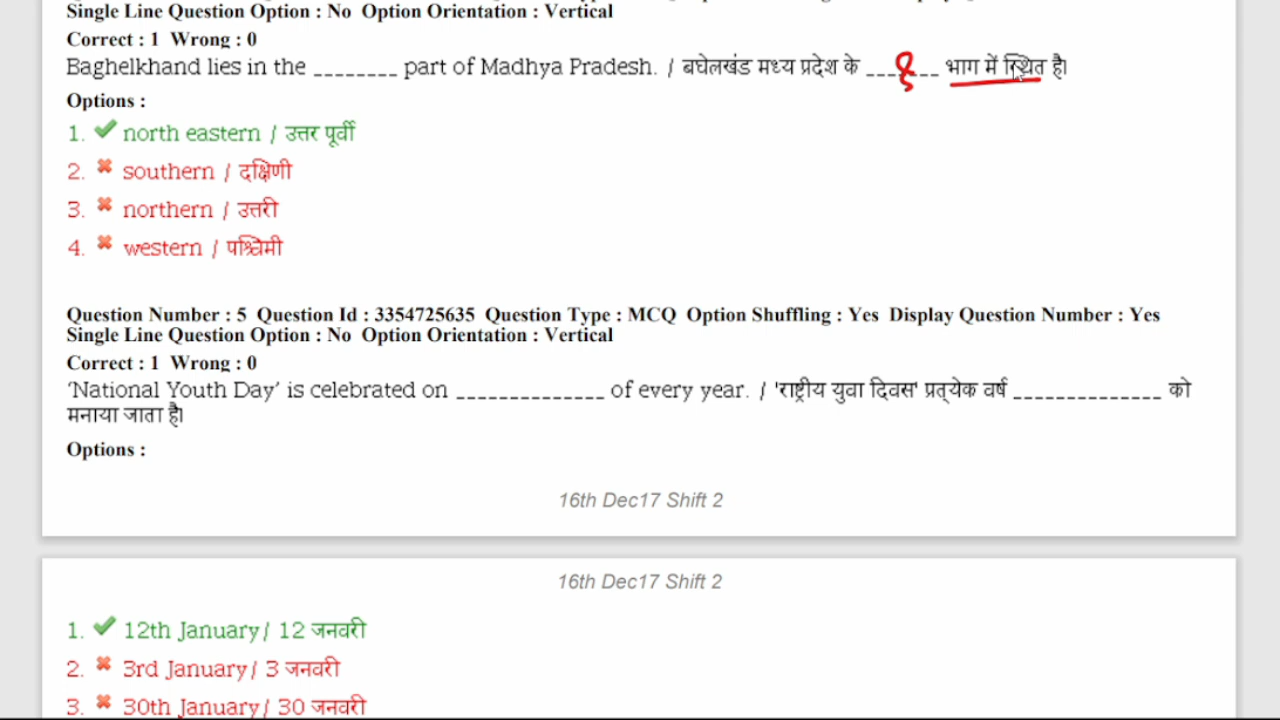 Single Line Question Option : No Option Orientation : Vertical
Correct : 1 Wrong : 0
Baghelkhand lies in the ________ part of Madhya Pradesh. / बघेलखंड मध्य प्रदेश के ________ भाग में स्थित है।
Options :
1. ✔ north eastern / उत्तर पूर्वी
2. ✖ southern / दक्षिणी
3. ✖ northern / उत्तरी
4. ✖ western / पश्चिमी
Question Number : 5 Question Id : 3354725635 Question Type : MCQ Option Shuffling : Yes Display Question Number : Yes
Single Line Question Option : No Option Orientation : Vertical
Correct : 1 Wrong : 0
‘National Youth Day’ is celebrated on ______________ of every year. / 'राष्ट्रीय युवा दिवस' प्रत्येक वर्ष ______________ को
मनाया जाता है।
Options :
16th Dec17 Shift 2
16th Dec17 Shift 2
1. ✔ 12th January/ 12 जनवरी
2. ✖ 3rd January/ 3 जनवरी
3. ✖ 30th January/ 30 जनवरी